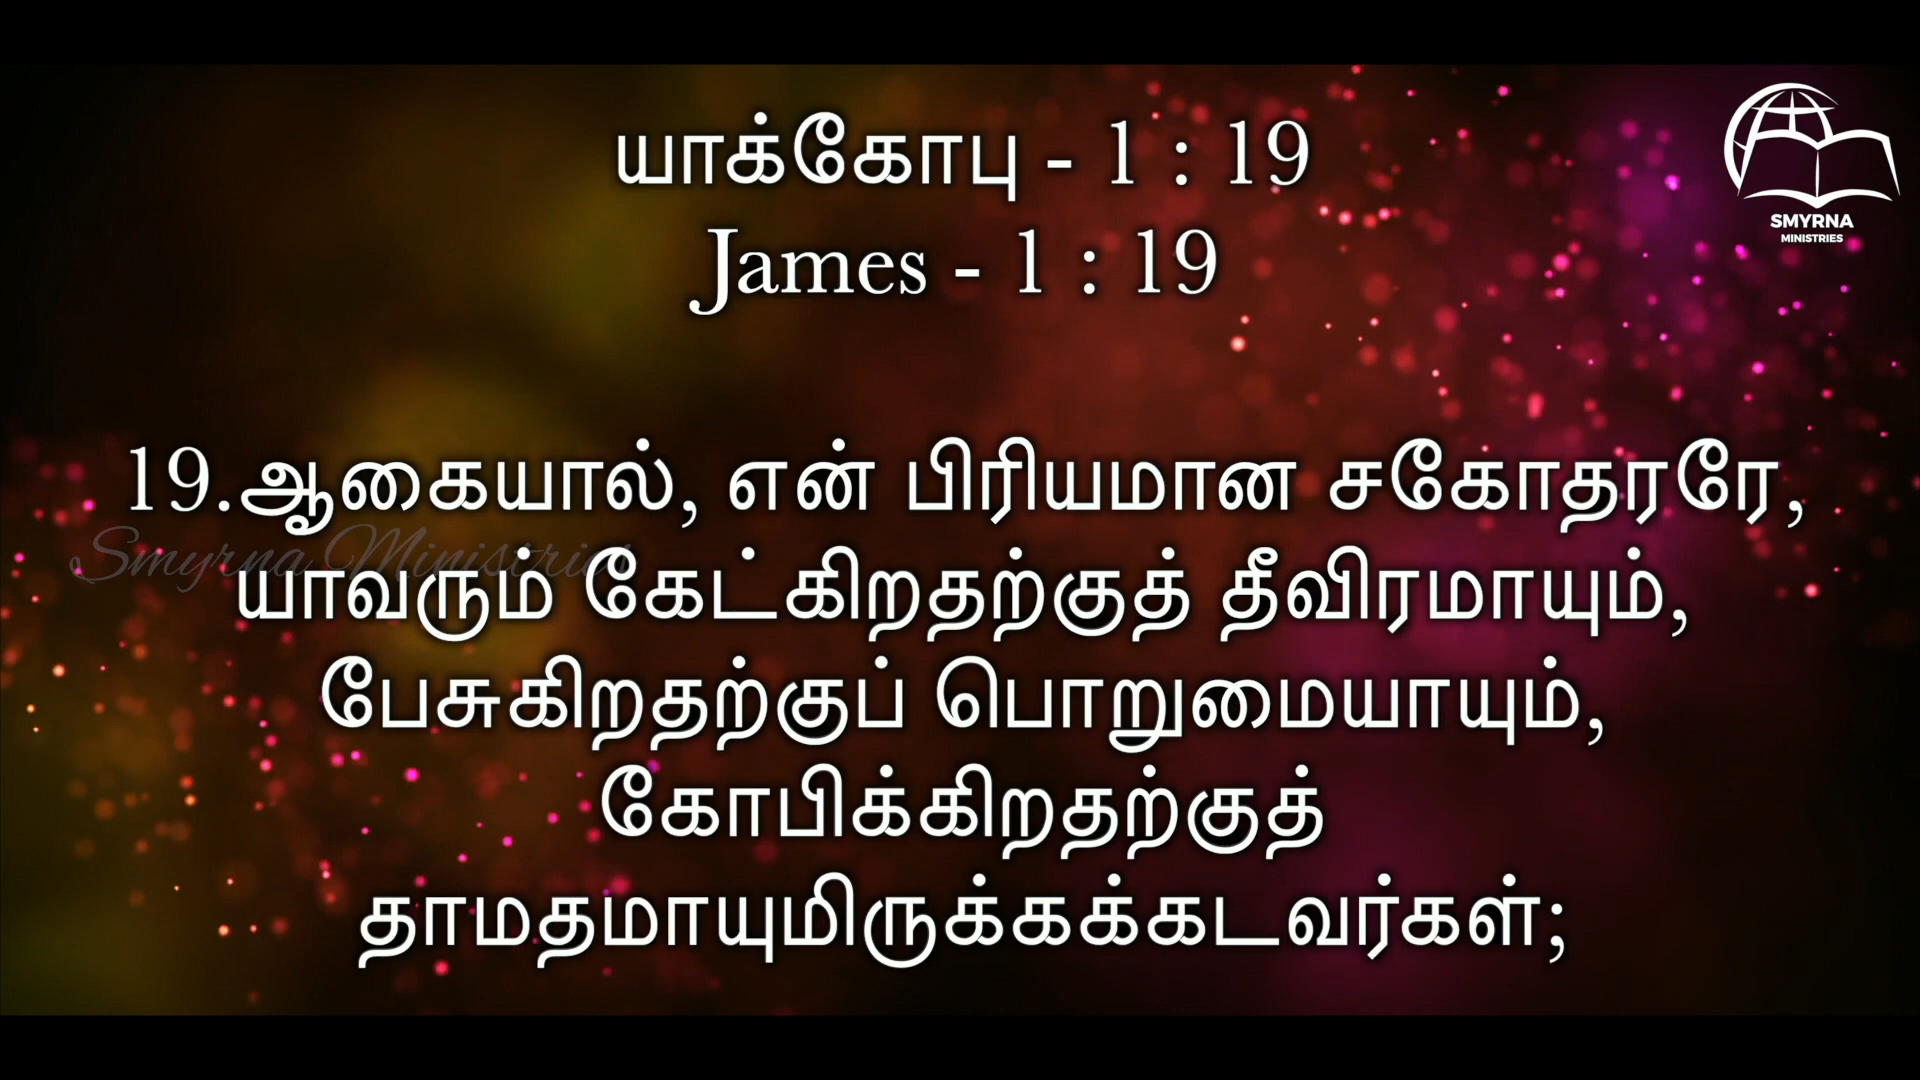 யாக்கோபு - 1 : 19
James - 1 : 19
SMYRNA
MINISTRIES
19.ஆகையால், என் பிரியமான சகோதரரே,
Smyrna Ministries
யாவரும் கேட்கிறதற்குத் தீவிரமாயும்,
பேசுகிறதற்குப் பொறுமையாயும்,
கோபிக்கிறதற்குத்
தாமதமாயுமிருக்கக்கடவர்கள்;